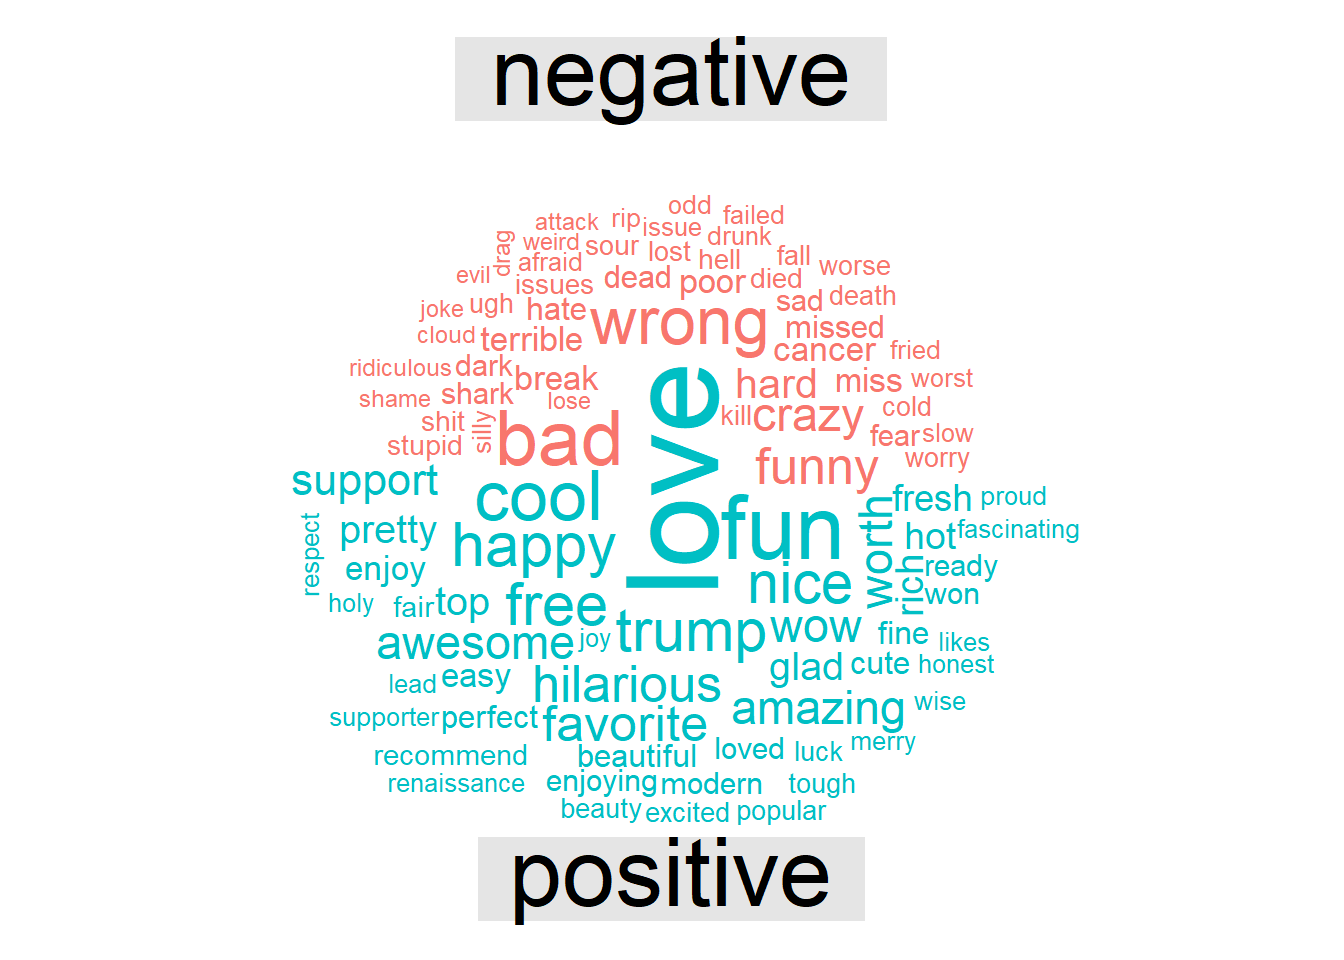 negative
odd
attack rip issue failed
drag weird sour lost drunk
evil afraid hell fall worse
issues dead poor died
joke ugh hate wrong sad death
cloud terrible missed
cancer fried
ridiculous dark break hard miss worst
shame shark lose love kill crazy cold
shit silly bad fear slow
stupid funny worry
support cool worth fresh proud
respect pretty happy fun hot fascinating
enjoy nice rich ready
holy fair top free won
awesome joy trump wow fine likes
lead easy hilarious glad cute honest
supporter perfect favorite amazing wise
recommend beautiful loved luck merry
renaissance enjoying modern tough
beauty excited popular
positive